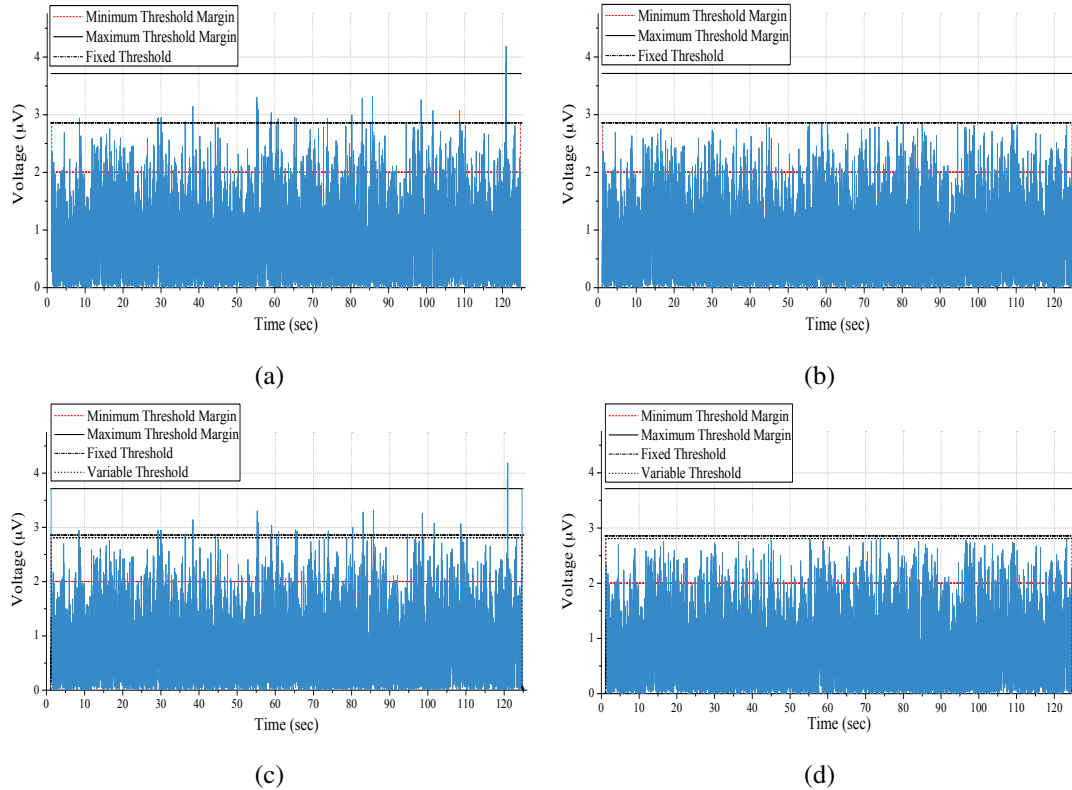 Minimum Threshold Margin
Maximum Threshold Margin
Fixed Threshold
Voltage (µV)
4
3
2
1
0
0 10 20 30 40 50 60 70 80 90 100 110 120
Time (sec)
(a)
Minimum Threshold Margin
Maximum Threshold Margin
Fixed Threshold
Voltage (µV)
4
3
2
1
0
0 10 20 30 40 50 60 70 80 90 100 110 120
Time (sec)
(b)
Minimum Threshold Margin
Maximum Threshold Margin
Fixed Threshold
Variable Threshold
Voltage (µV)
4
3
2
1
0
0 10 20 30 40 50 60 70 80 90 100 110 120
Time (sec)
(c)
Minimum Threshold Margin
Maximum Threshold Margin
Fixed Threshold
Variable Threshold
Voltage (µV)
4
3
2
1
0
0 10 20 30 40 50 60 70 80 90 100 110 120
Time (sec)
(d)